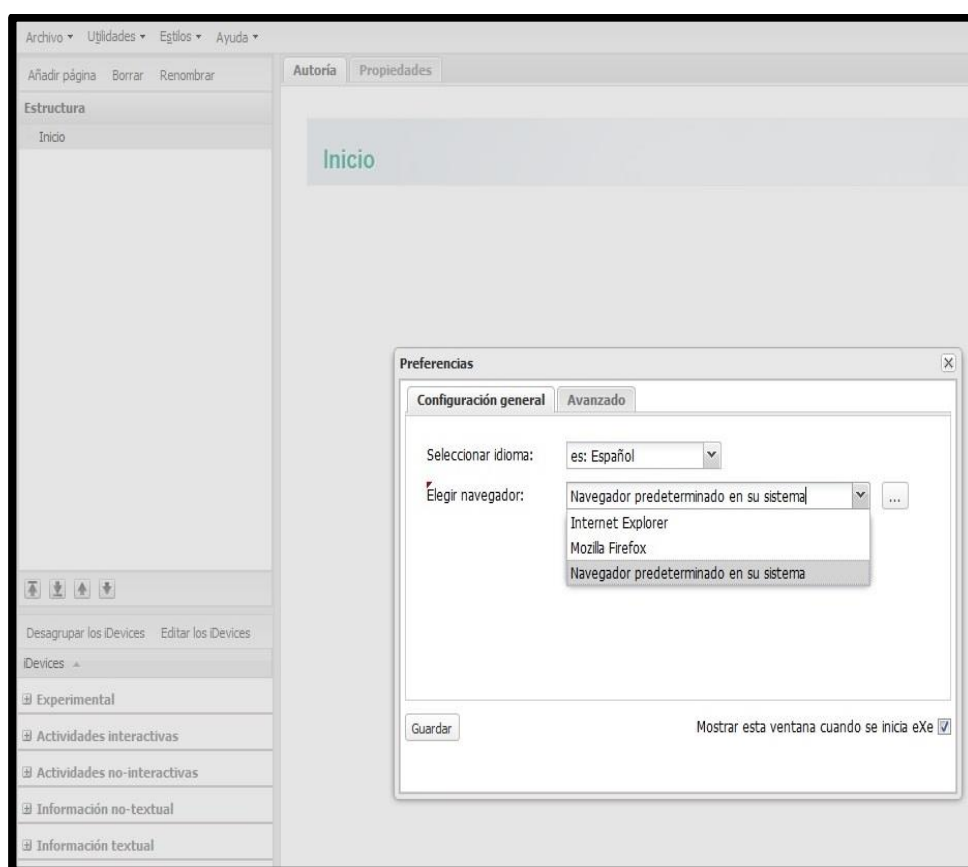 Archivo Utilidades Estilos Ayuda
Añadir página Borrar Renombrar
Estructura
Inicio
Autoría Propiedades
Inicio
Preferencias
Configuración general Avanzado
Seleccionar idioma: es: Español
Elegir navegador: Navegador predeterminado en su sistema ...
Internet Explorer
Mozilla Firefox
Navegador predeterminado en su sistema
Guardar Mostrar esta ventana cuando se inicia eXe
Desagrupar los iDevices Editar los iDevices
iDevices
Experimental
Actividades interactivas
Actividades no-interactivas
Información no-textual
Información textual